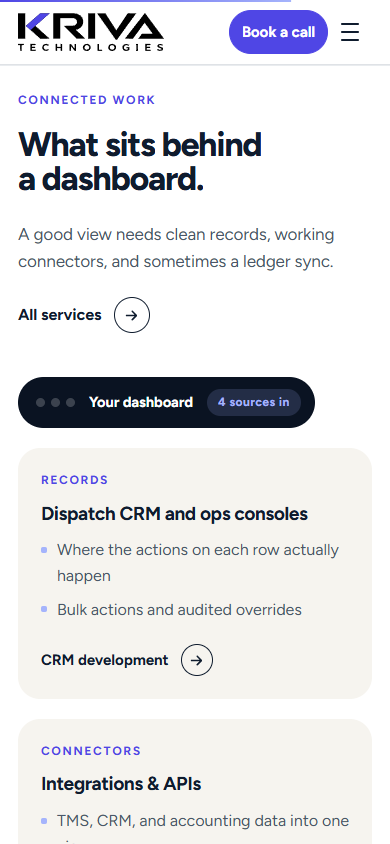 KRIVA
TECHNOLOGIES
Book a call
CONNECTED WORK
What sits behind
a dashboard.
A good view needs clean records, working
connectors, and sometimes a ledger sync.
All services
Your dashboard
4 sources in
RECORDS
Dispatch CRM and ops consoles
Where the actions on each row actually
happen
Bulk actions and audited overrides
CRM development
CONNECTORS
Integrations & APIs
TMS, CRM, and accounting data into one